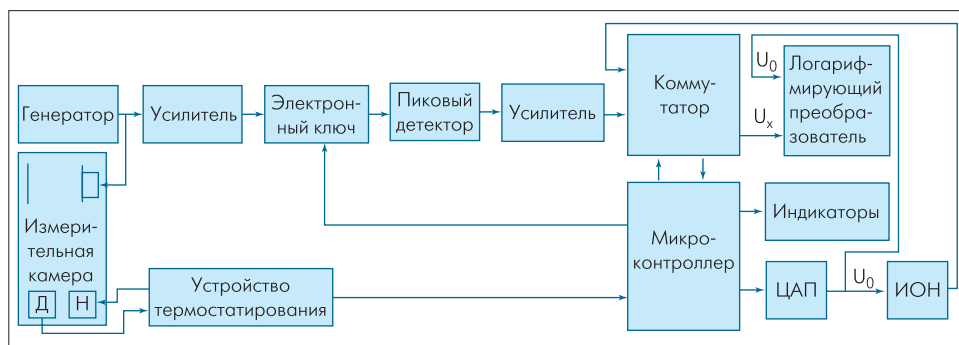 Генератор
Усилитель
Электрон-
ный ключ
Пиковый
детектор
Усилитель
Комму-
татор
U0
Ux
Логариф-
мирующий
преобра-
зователь
Измери-
тельная
камера
Д
Н
Устройство
термостатирования
Микро-
контроллер
Индикаторы
ЦАП
U0
ИОН